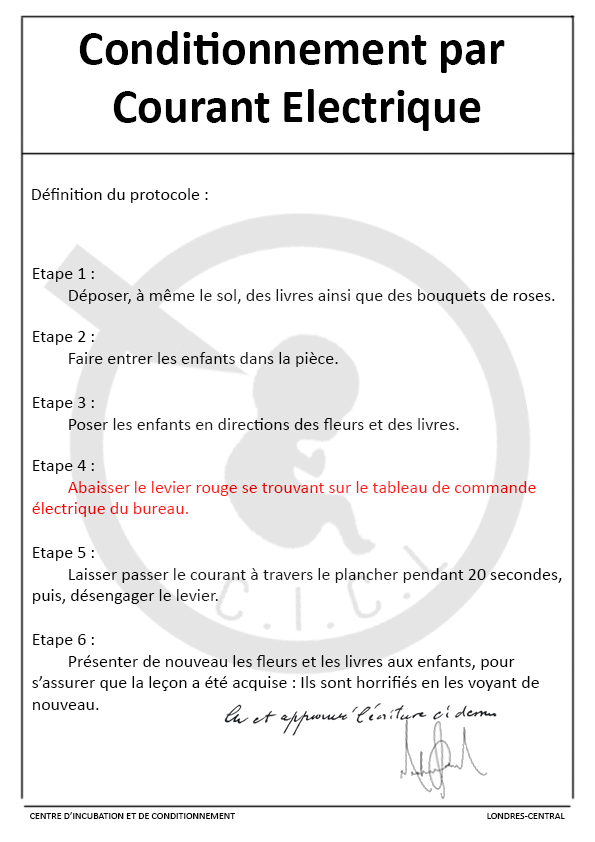 Conditionnement par
Courant Electrique
Définition du protocole :
Etape 1 :
Déposer, à même le sol, des livres ainsi que des bouquets de roses.
Etape 2 :
Faire entrer les enfants dans la pièce.
Etape 3 :
Poser les enfants en directions des fleurs et des livres.
Etape 4 :
Abaisser le levier rouge se trouvant sur le tableau de commande
électrique du bureau.
Etape 5 :
Laisser passer le courant à travers le plancher pendant 20 secondes,
puis, désengager le levier.
C.I.C.L
Etape 6 :
Présenter de nouveau les fleurs et les livres aux enfants, pour
s’assurer que la leçon a été acquise : Ils sont horrifiés en les voyant de
nouveau.
Lu et approuvé l'écriture ci dessus
CENTRE D’INCUBATION ET DE CONDITIONNEMENT
LONDRES-CENTRAL